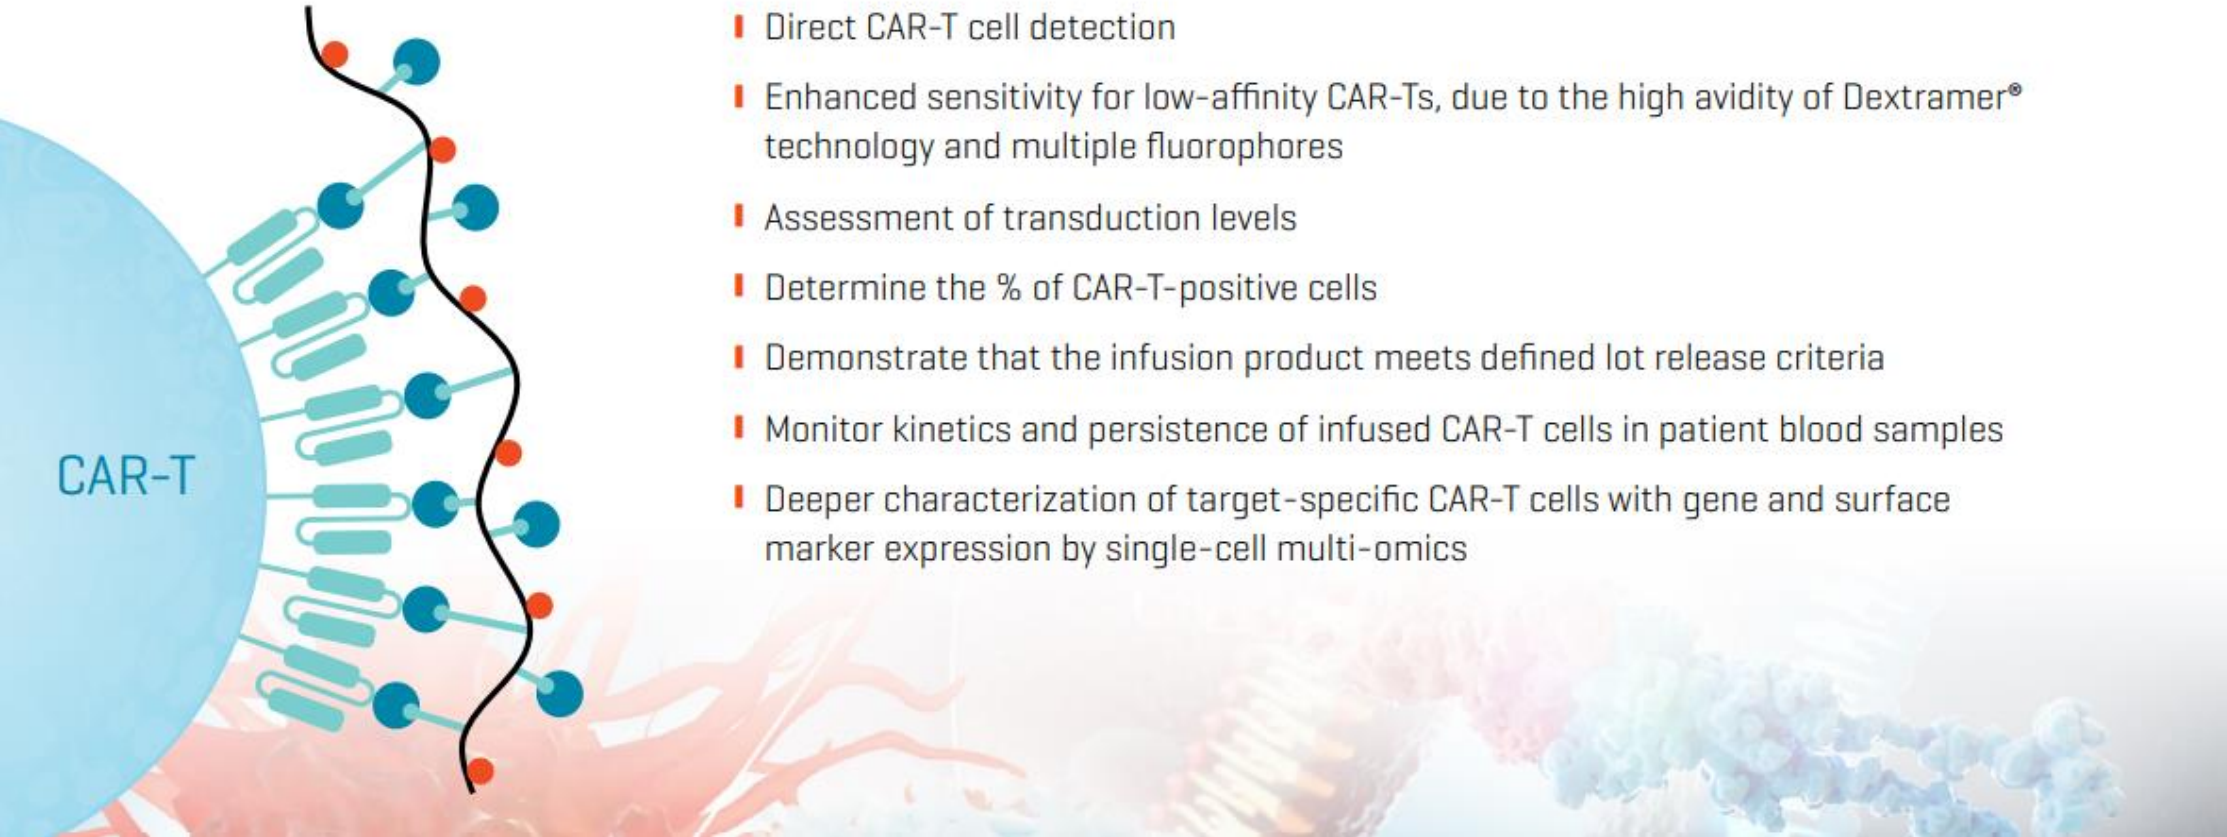 Direct CAR-T cell detection
Enhanced sensitivity for low-affinity CAR-Ts, due to the high avidity of Dextramer®
technology and multiple fluorophores
Assessment of transduction levels
Determine the % of CAR-T-positive cells
Demonstrate that the infusion product meets defined lot release criteria
Monitor kinetics and persistence of infused CAR-T cells in patient blood samples
Deeper characterization of target-specific CAR-T cells with gene and surface
marker expression by single-cell multi-omics
CAR-T